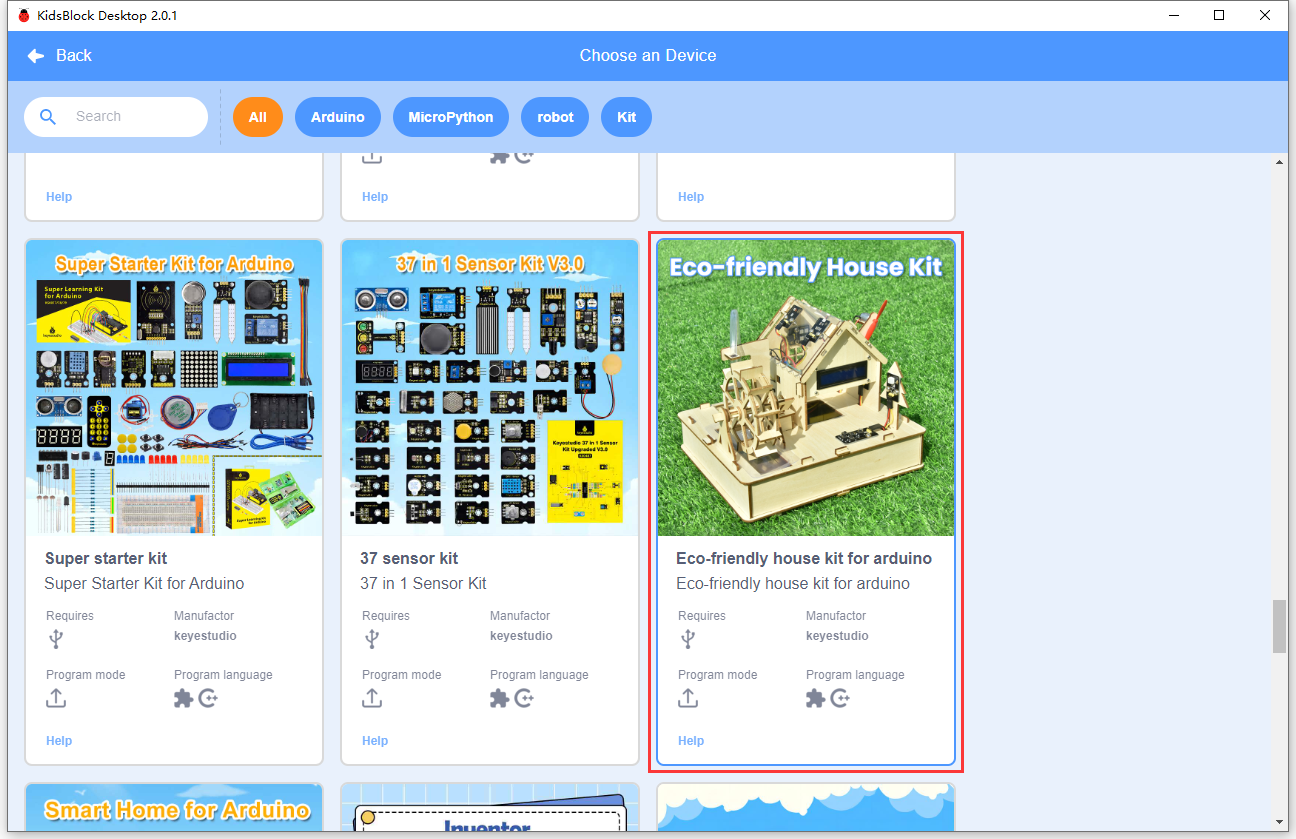 KidsBlock Desktop 2.0.1
Back
Choose an Device
Search
All
Arduino
MicroPython
robot
Kit
Help
Help
Help
Super Starter Kit for Arduino
Super Learning Kit
for Arduino
keyestudio
37 in 1 Sensor Kit V3.0
Keyestudio 37 in 1 Sensor
Kit Upgraded V3.0
Eco-friendly House Kit
Super starter kit
Super Starter Kit for Arduino
Requires
Manufactor
keyestudio
Program mode
Program language
Help
37 sensor kit
37 in 1 Sensor Kit
Requires
Manufactor
keyestudio
Program mode
Program language
Help
Eco-friendly house kit for arduino
Eco-friendly house kit for arduino
Requires
Manufactor
keyestudio
Program mode
Program language
Help
Smart Home for Arduino
Inventor